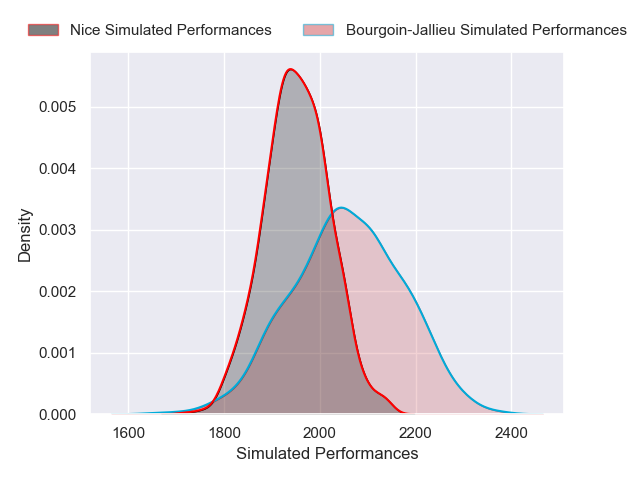 Nice Simulated Performances
Bourgoin-Jallieu Simulated Performances
Density
0.005
0.004
0.003
0.002
0.001
0.000
1600 1800 2000 2200 2400
Simulated Performances